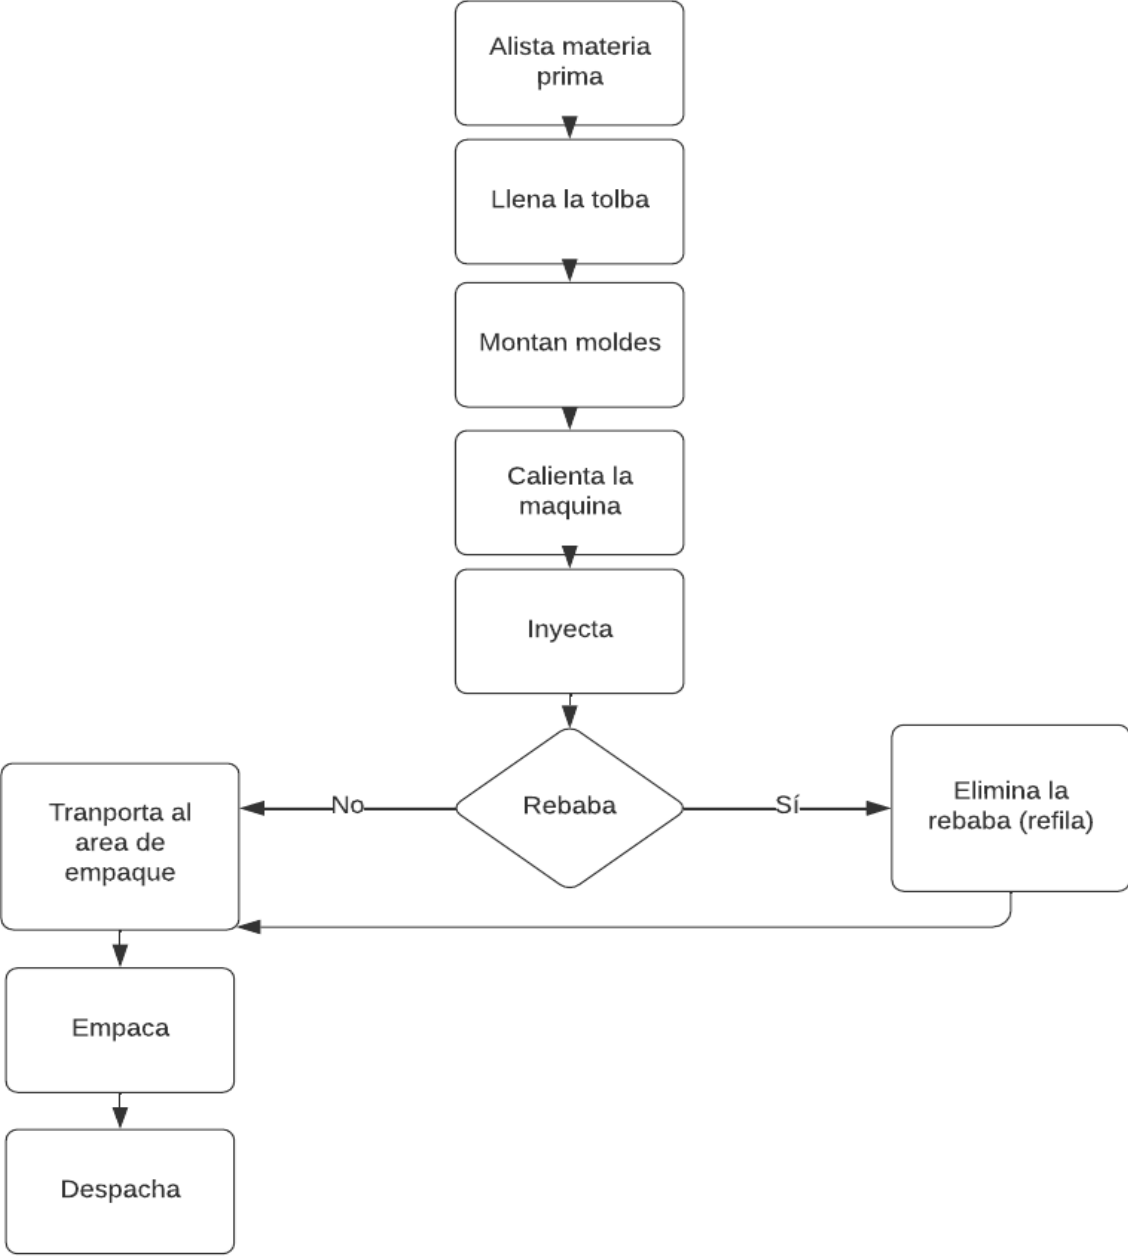 Alista materia
prima
Llena la tolba
Montan moldes
Calienta la
maquina
Inyecta
Rebaba
No
Sí
Tranporta al
area de
empaque
Elimina la
rebaba (refila)
Empaca
Despacha